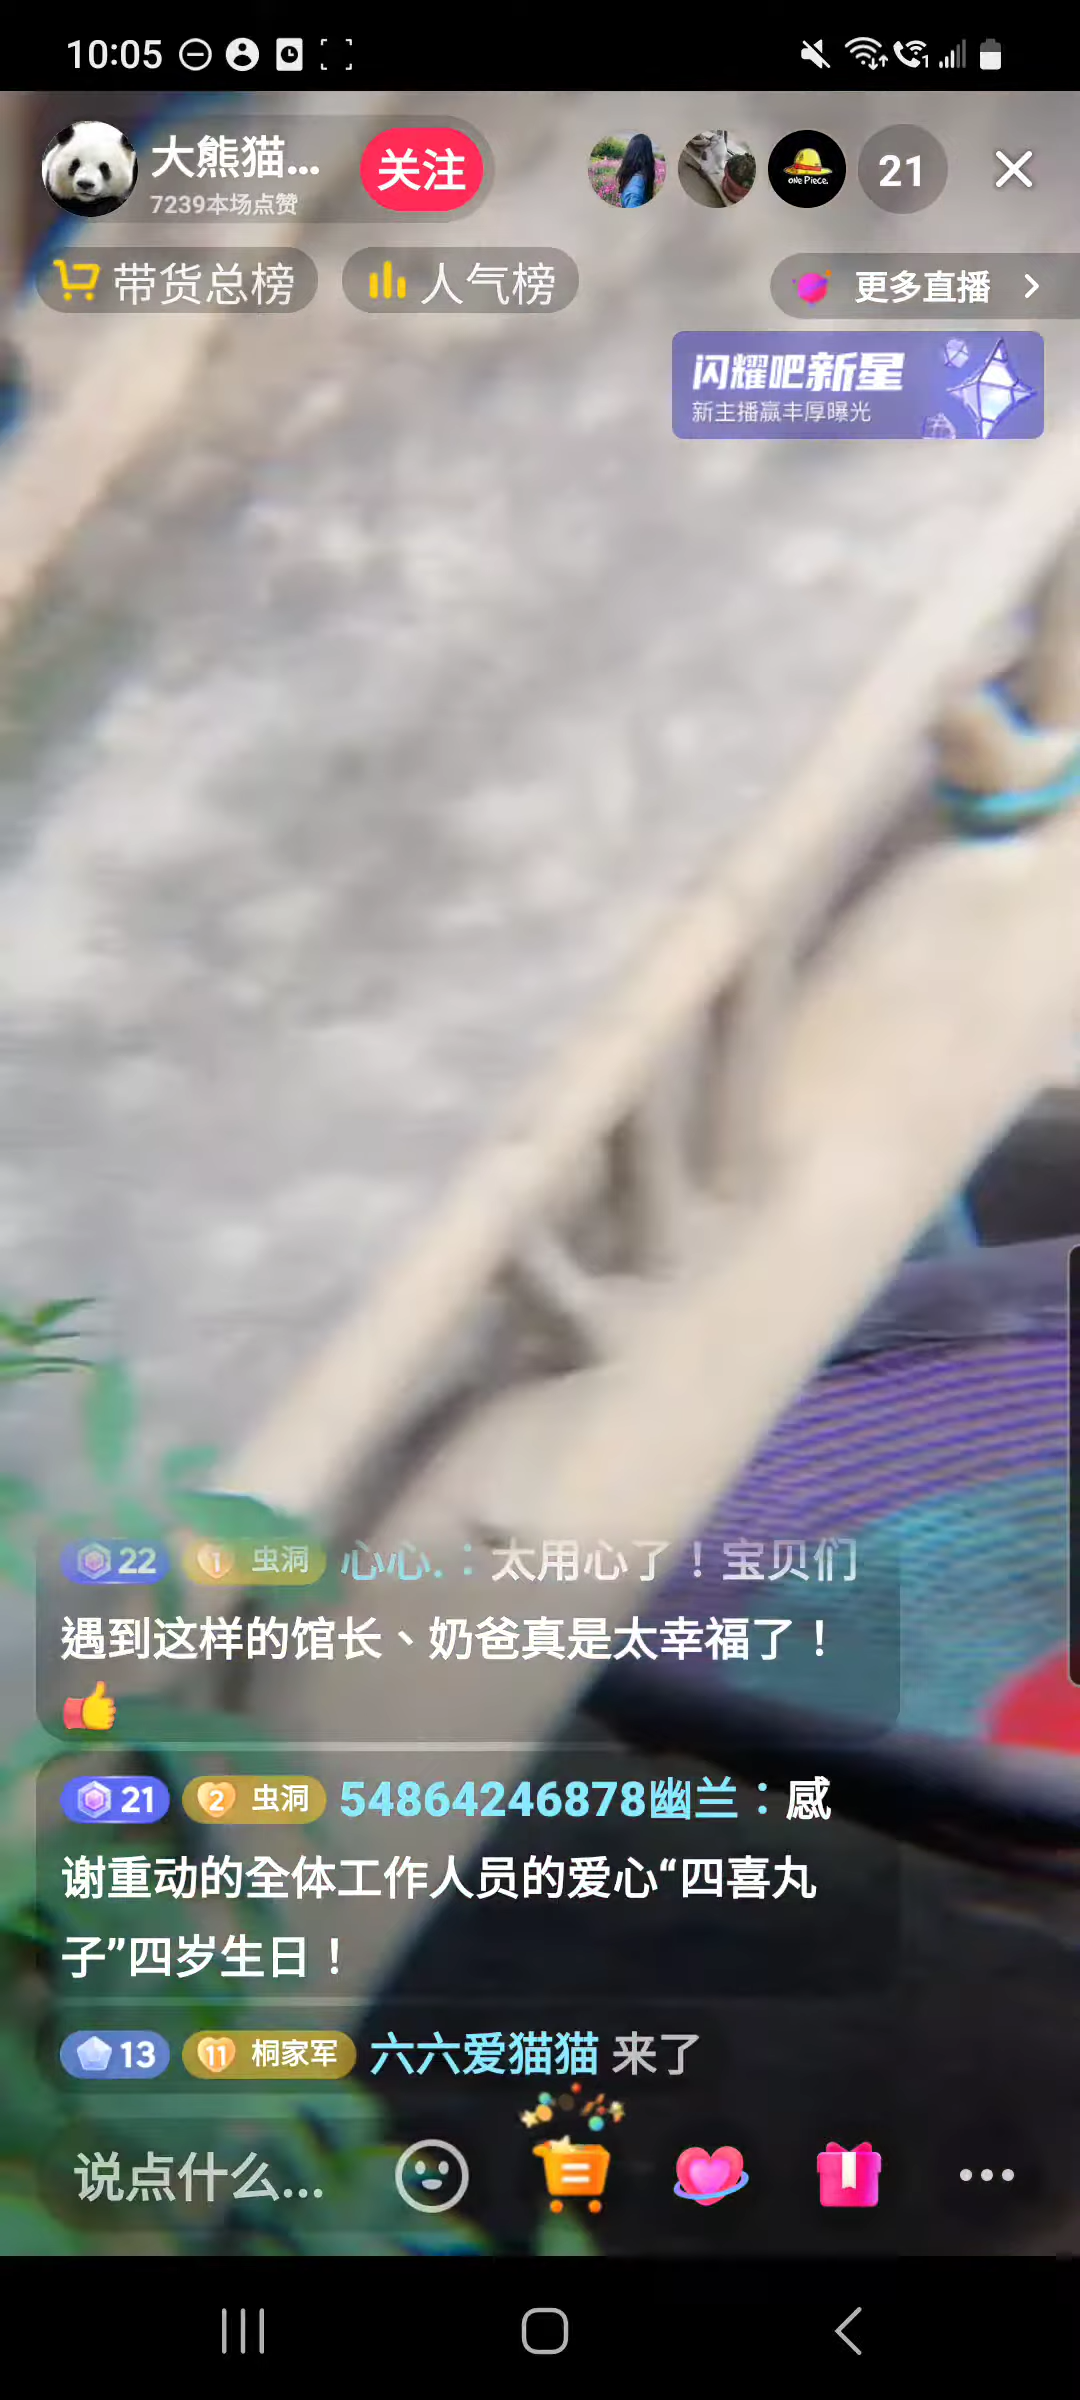 10:05
大熊猫...
7239本场点赞
关注
one Piece.
21
带货总榜
人气榜
更多直播
闪耀吧新星
新主播赢丰厚曝光
22 1 虫洞 心心.：太用心了！宝贝们
遇到这样的馆长、奶爸真是太幸福了！
21 2 虫洞 54864246878幽兰：感
谢重动的全体工作人员的爱心“四喜丸
子”四岁生日！
13 11 桐家军 六六爱猫猫 来了
说点什么...